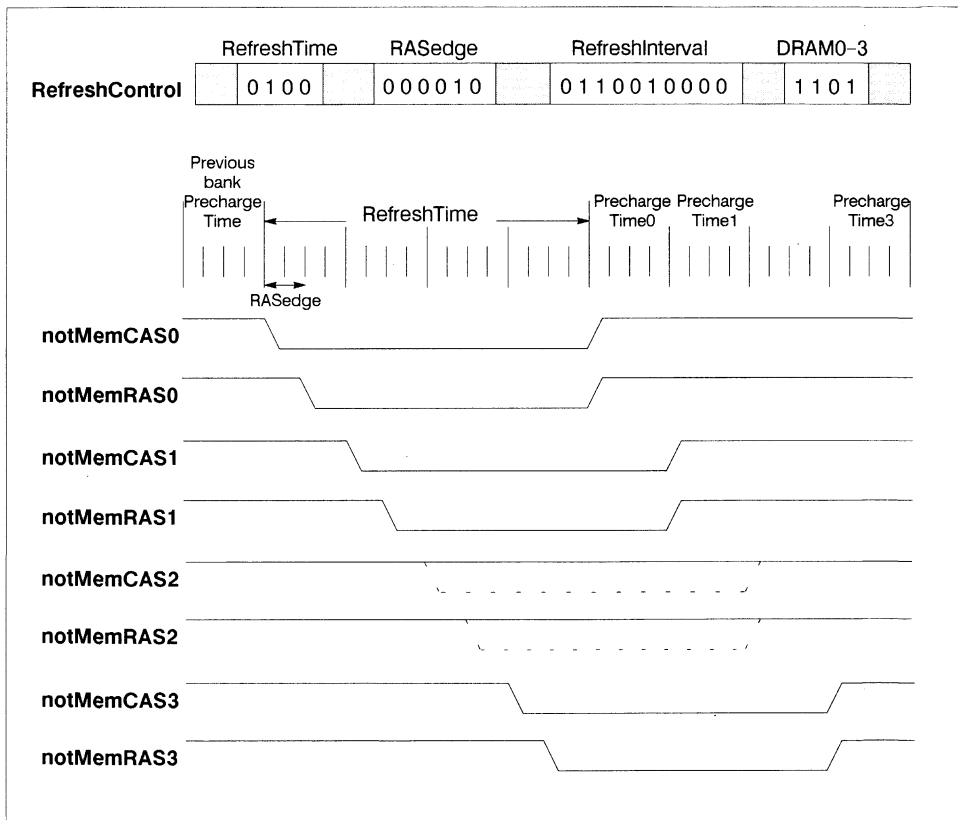 RefreshTime RASedge RefreshInterval DRAM0-3
RefreshControl 0100 000010 0110010000 1101
Previous
bank
Precharge
Time
RefreshTime
Precharge
Time0
Precharge
Time1
Precharge
Time3
RASedge
notMemCAS0
notMemRAS0
notMemCAS1
notMemRAS1
notMemCAS2
notMemRAS2
notMemCAS3
notMemRAS3